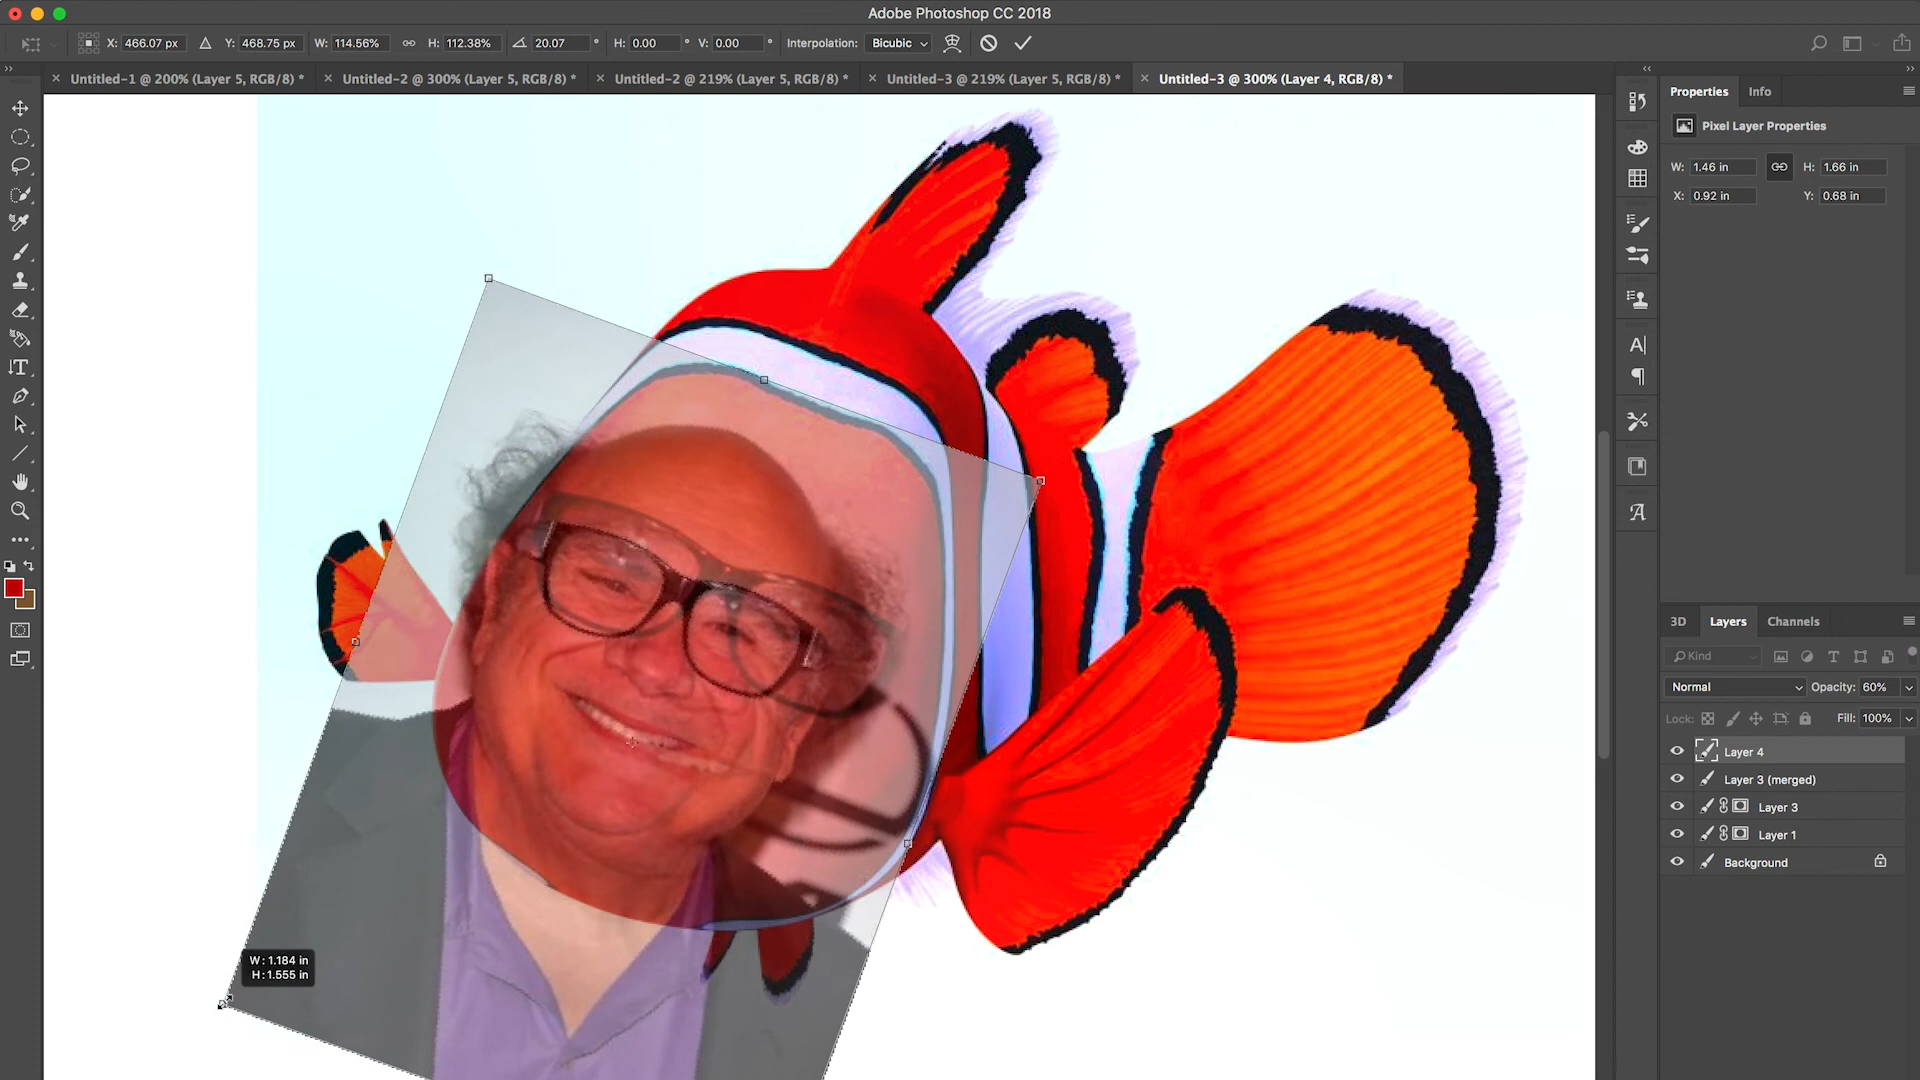 Adobe Photoshop CC 2018
X: 466.07 px Y: 468.75 px W: 114.56% H: 112.38% 20.07 ° H: 0.00 ° V: 0.00 ° Interpolation: Bicubic
Untitled-1 @ 200% (Layer 5, RGB/8) * Untitled-2 @ 300% (Layer 5, RGB/8) * Untitled-2 @ 219% (Layer 5, RGB/8) * Untitled-3 @ 219% (Layer 5, RGB/8) * Untitled-3 @ 300% (Layer 4, RGB/8) *
Properties Info
Pixel Layer Properties
W: 1.46 in H: 1.66 in
X: 0.92 in Y: 0.68 in
3D Layers Channels
Kind
Normal Opacity: 60%
Lock: Fill: 100%
Layer 4
Layer 3 (merged)
Layer 3
Layer 1
Background
W: 1.184 in
H: 1.555 in